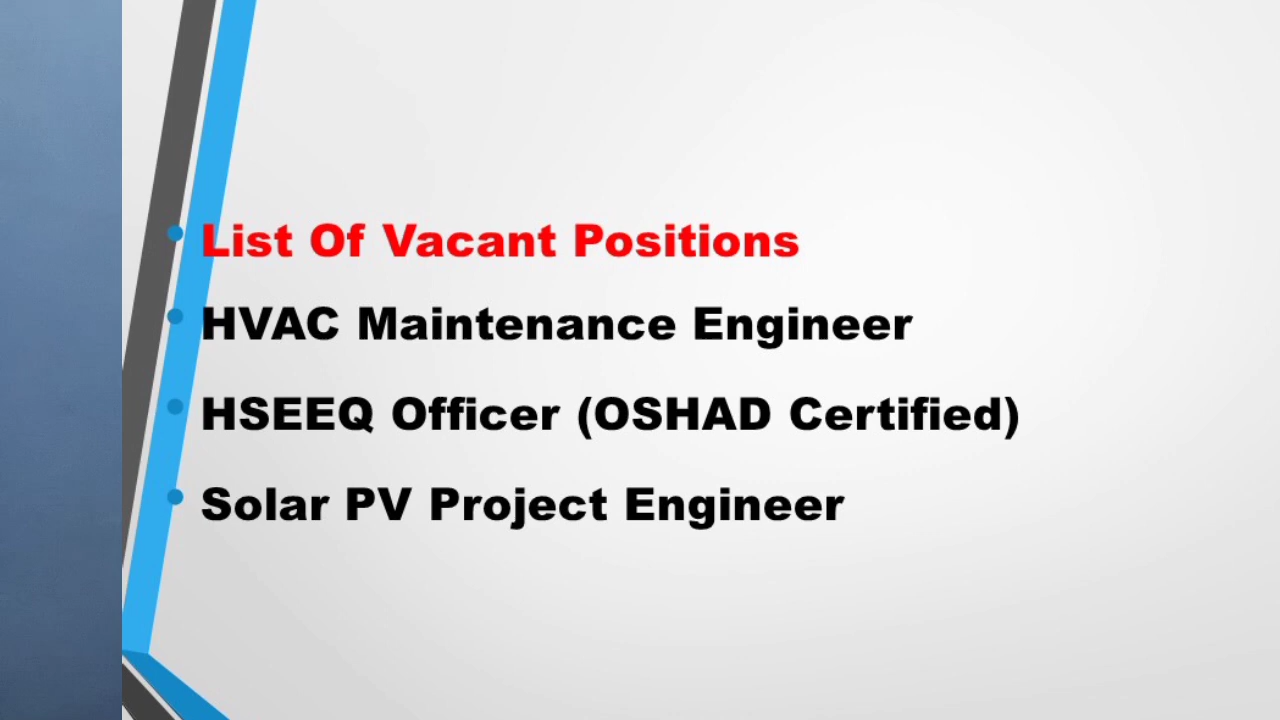 • List Of Vacant Positions
• HVAC Maintenance Engineer
• HSEEQ Officer (OSHAD Certified)
• Solar PV Project Engineer